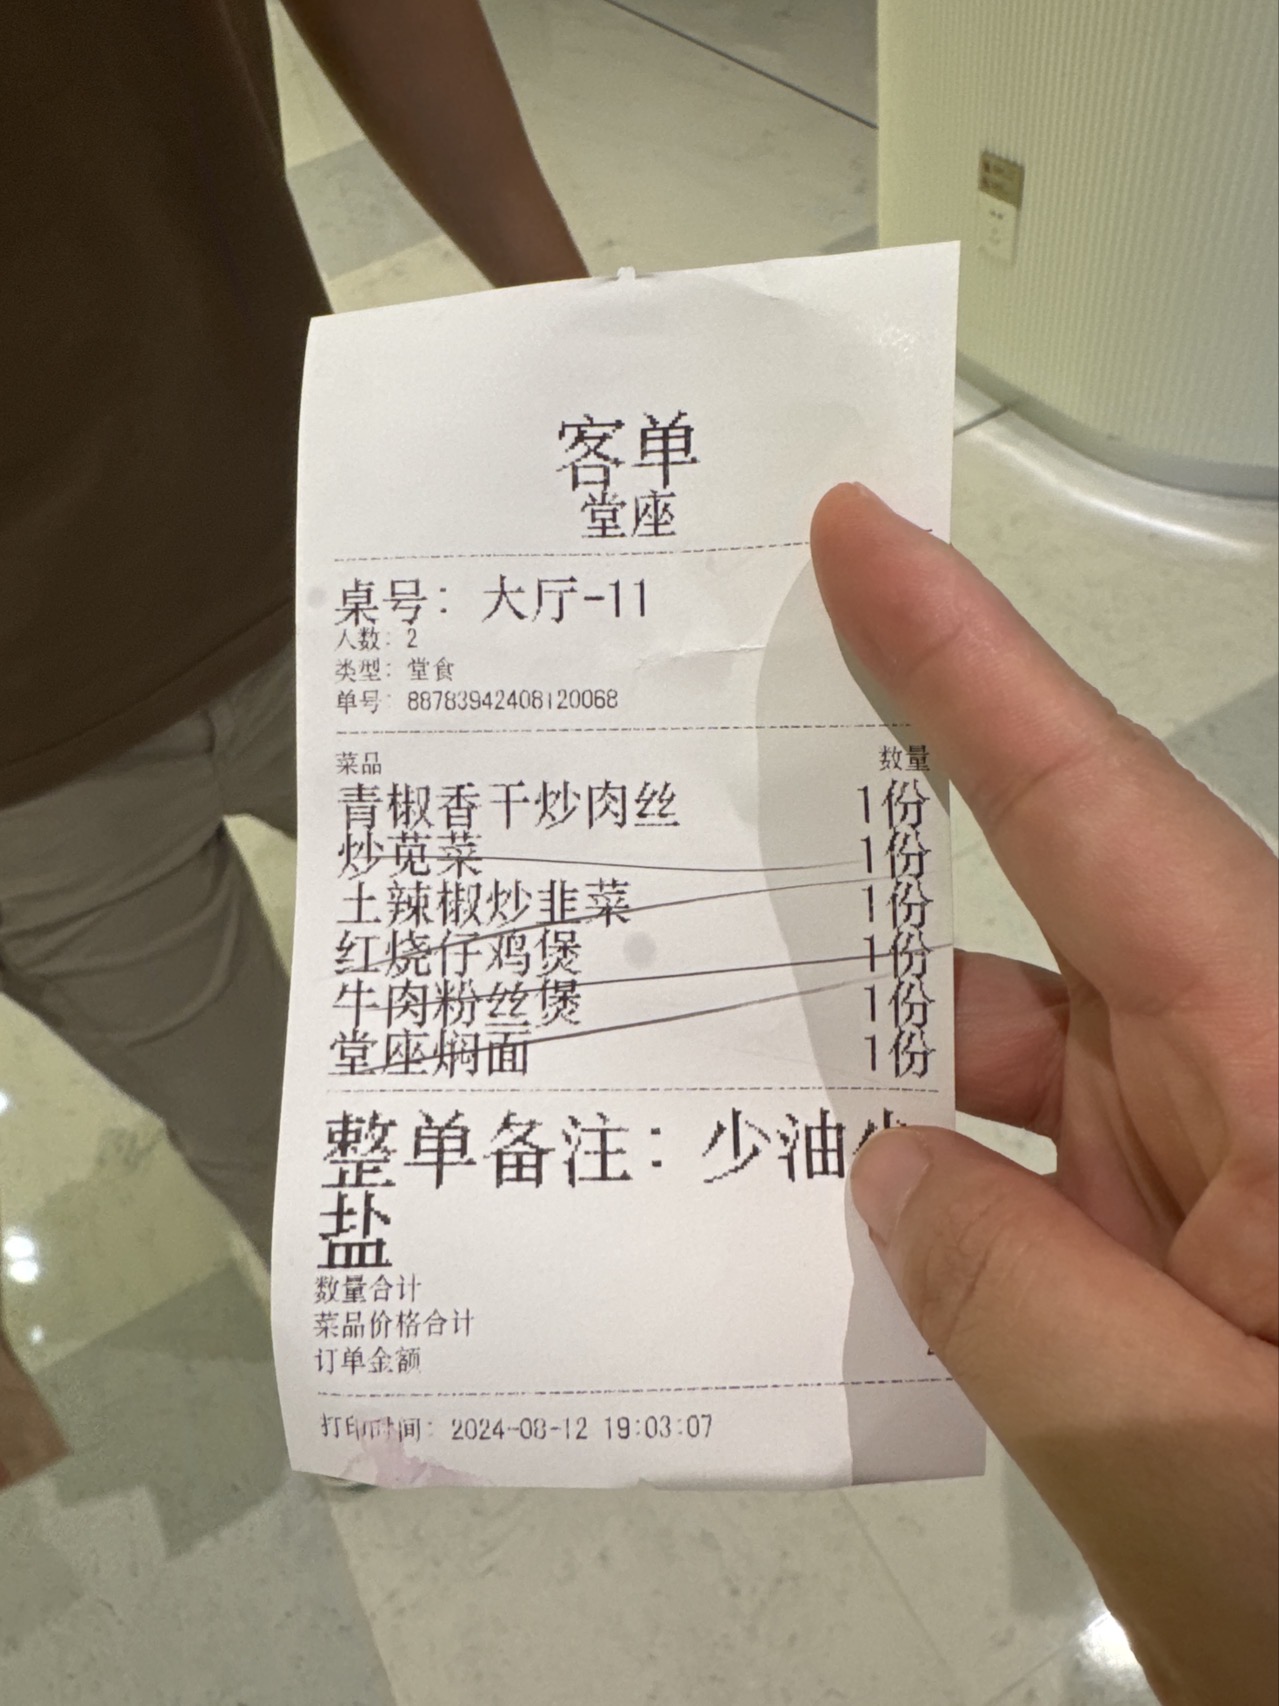 客单
堂座
桌号: 大厅-11
人数: 2
类型: 堂食
单号: 88783942408120068
菜品 数量
青椒香干炒肉丝 1份
炒苋菜 1份
土辣椒炒韭菜 1份
红烧仔鸡煲 1份
牛肉粉丝煲 1份
堂座焖面 1份
整单备注: 少油
盐
数量合计
菜品价格合计
订单金额
打印时间: 2024-08-12 19:03:07